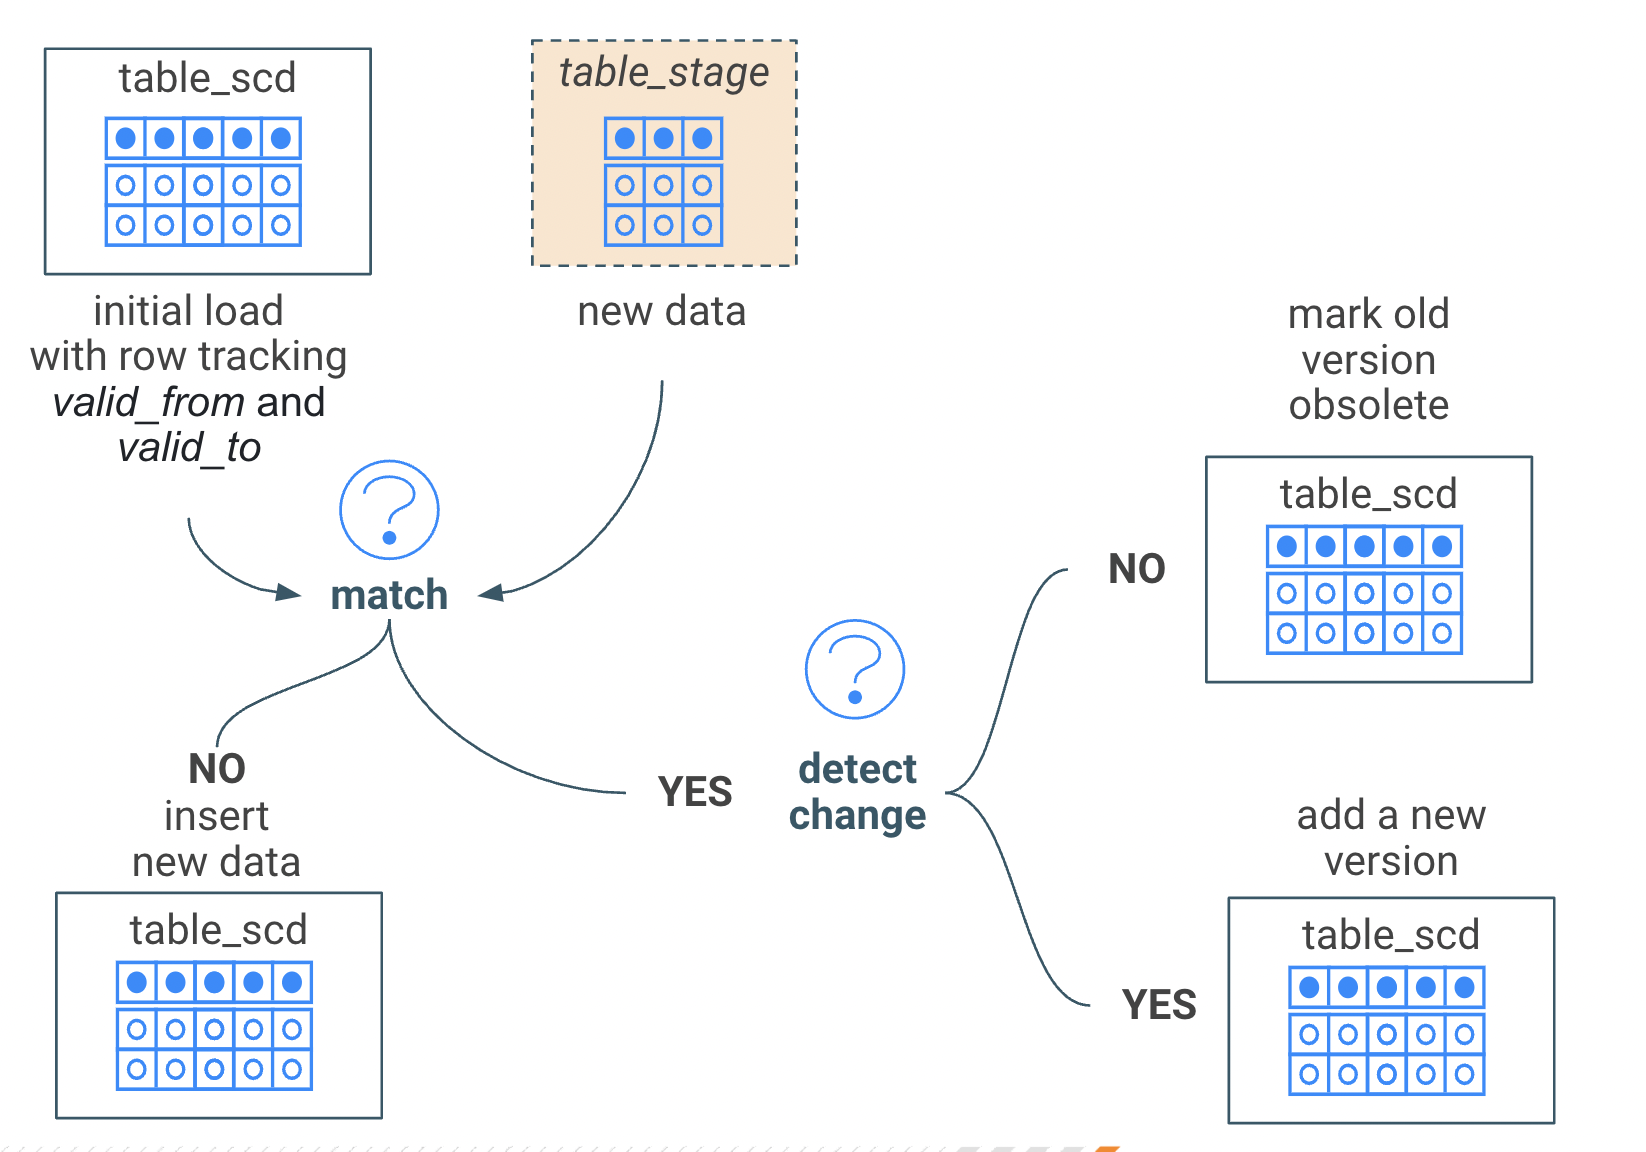 table_scd
initial load
with row tracking
valid_from and
valid_to
table_stage
new data
match
NO
insert
new data
table_scd
YES
detect
change
NO
mark old
version
obsolete
table_scd
YES
add a new
version
table_scd